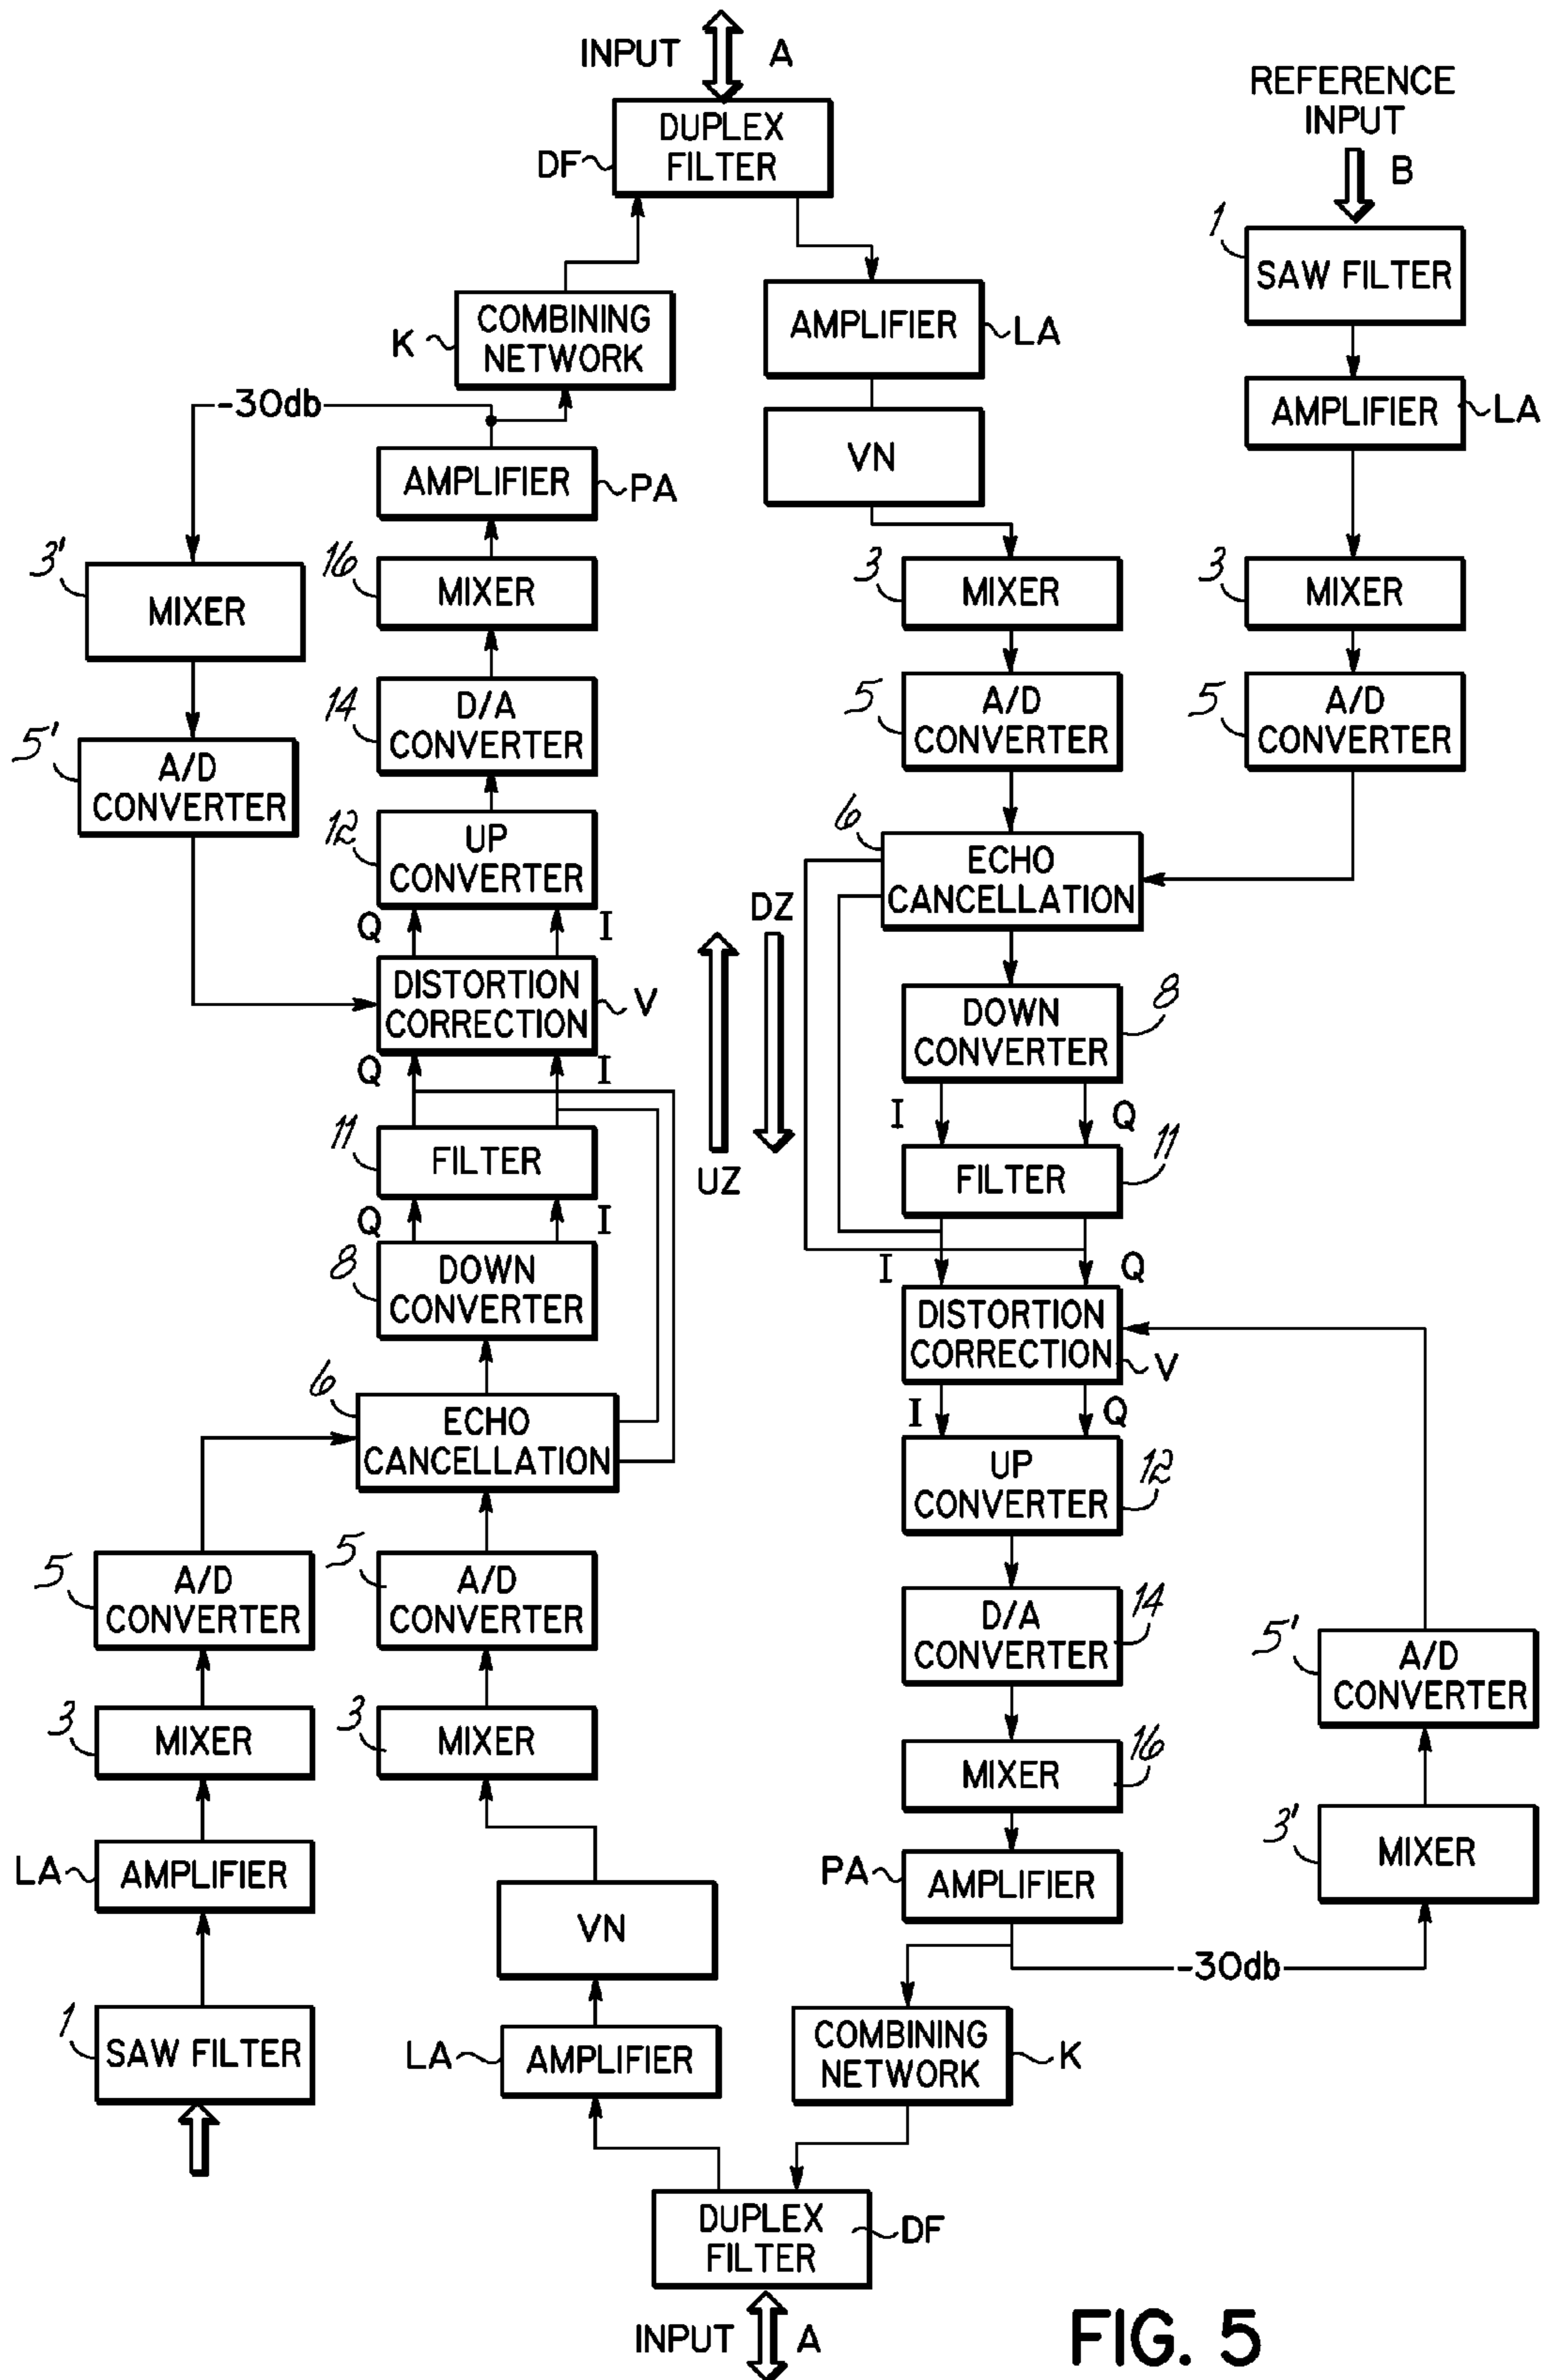 INPUT A
REFERENCE
INPUT
B
DUPLEX
FILTER
DF
1
SAW FILTER
COMBINING
NETWORK
K
AMPLIFIER
LA
AMPLIFIER
LA
-30db
VN
AMPLIFIER
PA
3'
MIXER
16
MIXER
3
MIXER
3
MIXER
5'
A/D
CONVERTER
14
D/A
CONVERTER
5
A/D
CONVERTER
5
A/D
CONVERTER
12
UP
CONVERTER
6
ECHO
CANCELLATION
Q I
DZ
DISTORTION
CORRECTION
V
8
DOWN
CONVERTER
Q I
I Q
11
FILTER
UZ
11
FILTER
Q I
8
DOWN
CONVERTER
I Q
DISTORTION
CORRECTION
V
6
ECHO
CANCELLATION
I Q
UP
CONVERTER
12
5
A/D
CONVERTER
5
A/D
CONVERTER
D/A
CONVERTER
14
5'
A/D
CONVERTER
3
MIXER
3
MIXER
MIXER
16
3'
MIXER
LA
AMPLIFIER
PA
AMPLIFIER
VN
-30db
1
SAW FILTER
LA
AMPLIFIER
COMBINING
NETWORK
K
DUPLEX
FILTER
DF
INPUT A
FIG. 5